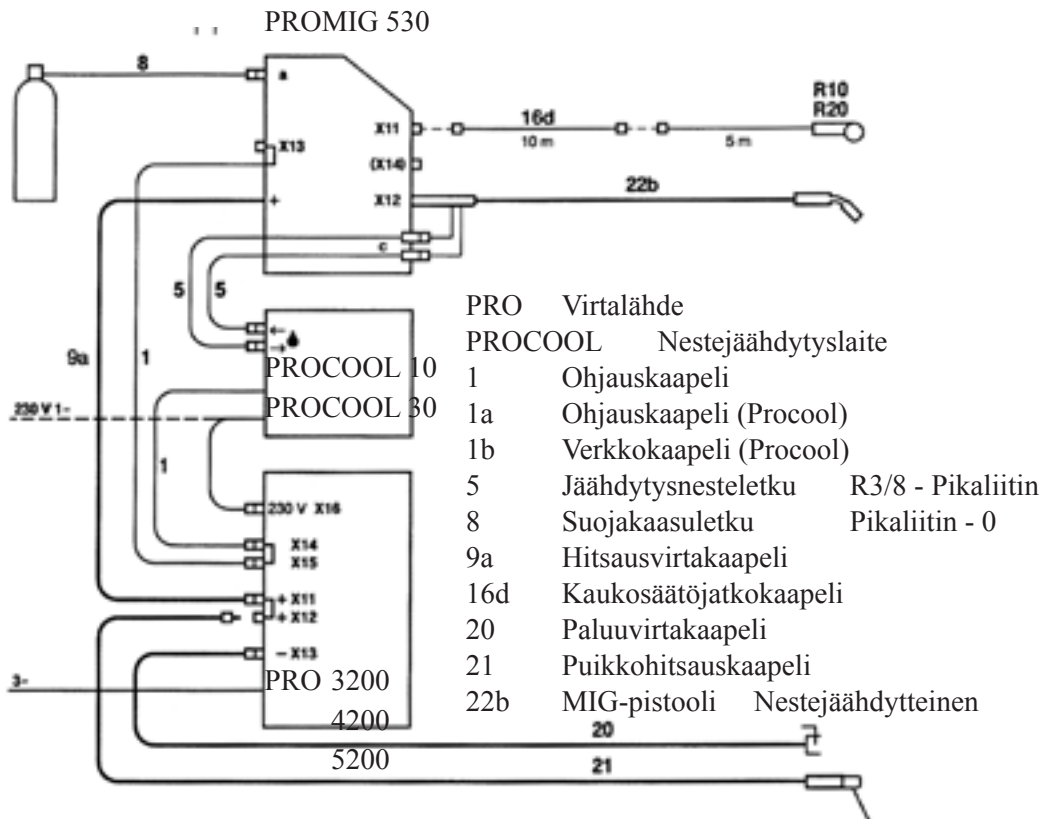 PROMIG 530
8
a
R10
R20
X11
16d
10 m
5 m
X13
(X14)
+
X12
22b
c
5
5
9a
1
←
→
PROCOOL 10
PROCOOL 30
230 V 1~
1
230 V X16
X14
X15
+ X11
+ X12
− X13
3~
PRO 3200
4200
5200
20
21
PRO Virtalähde
PROCOOL Nestejäähdytyslaite
1 Ohjauskaapeli
1a Ohjauskaapeli (Procool)
1b Verkkokaapeli (Procool)
5 Jäähdytysnesteletku R3/8 - Pikaliitin
8 Suojakaasuletku Pikaliitin - 0
9a Hitsausvirtakaapeli
16d Kaukosäätöjatkokaapeli
20 Paluuvirtakaapeli
21 Puikkohitsauskaapeli
22b MIG-pistooli Nestejäähdytteinen